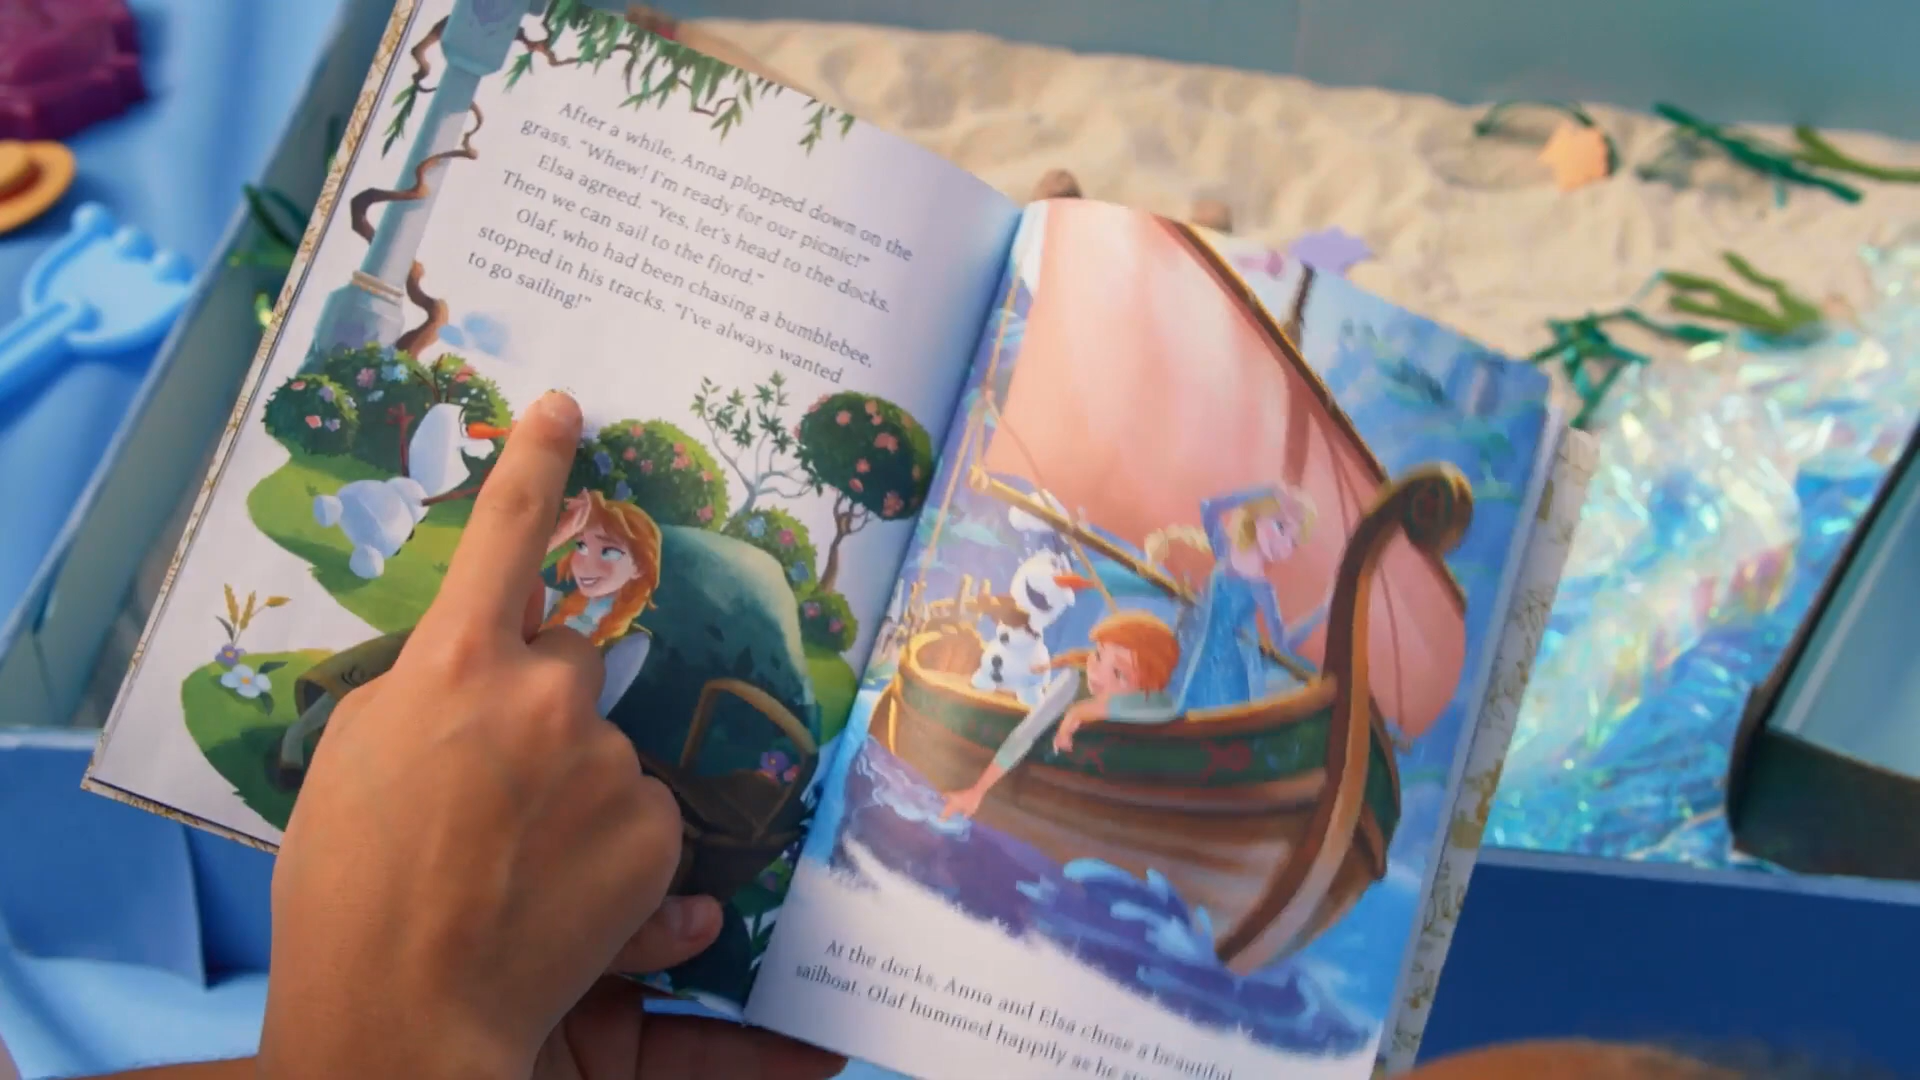 After a while, Anna plopped down on the
grass. “Whew! I’m ready for our picnic!”
Elsa agreed. “Yes, let’s head to the docks.
Then we can sail to the fjord.”
Olaf, who had been chasing a bumblebee,
stopped in his tracks. “I’ve always wanted
to go sailing!”
At the docks, Anna and Elsa chose a beautiful
sailboat. Olaf hummed happily as he